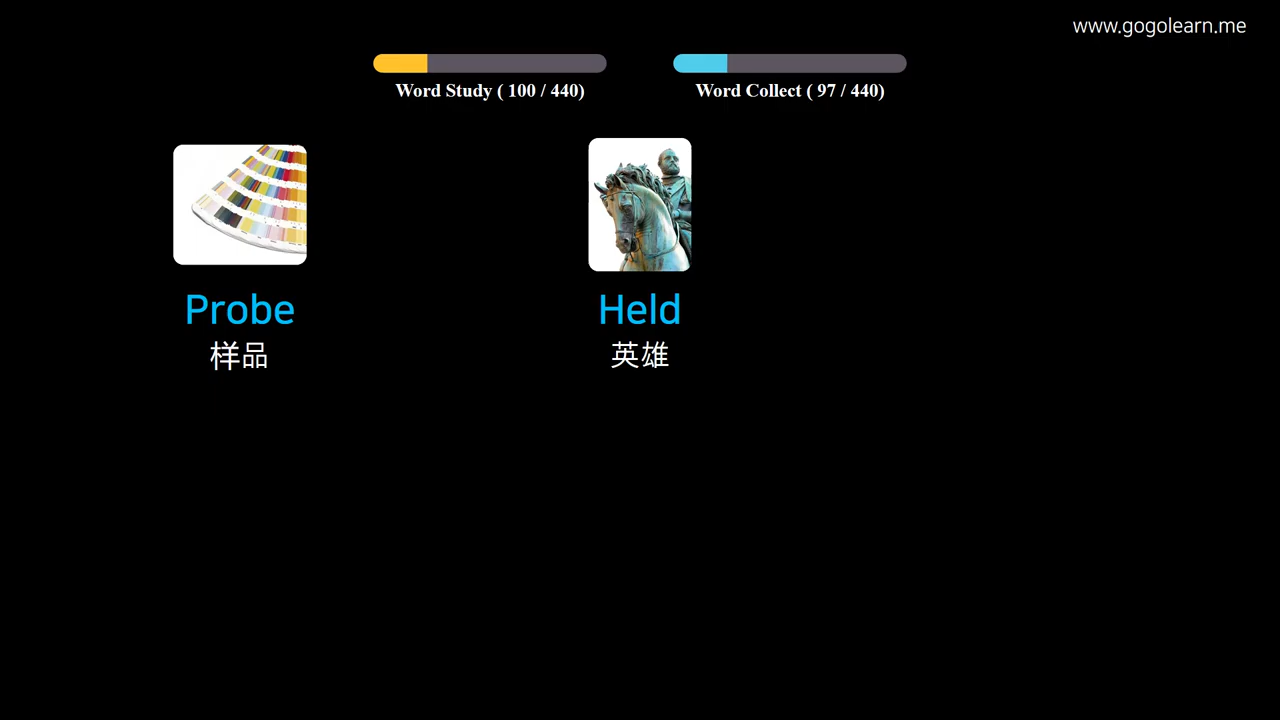 www.gogolearn.me
Word Study ( 100 / 440)
Word Collect ( 97 / 440)
Probe
样品
Held
英雄